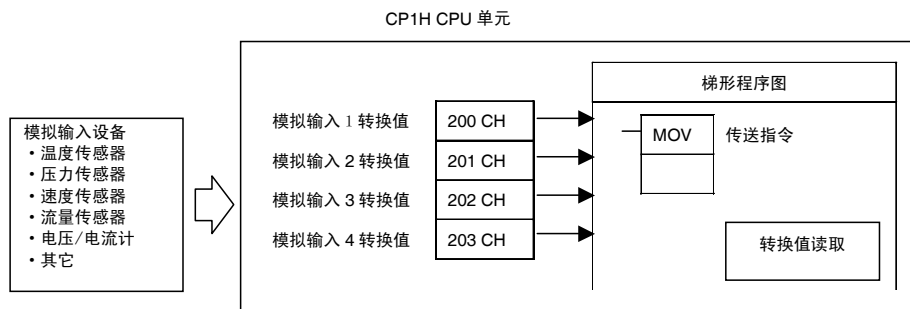 CP1H CPU 单元
梯形程序图
模拟输入 1 转换值
200 CH
MOV
传送指令
模拟输入设备
・温度传感器
・压力传感器
・速度传感器
・流量传感器
・电压/电流计
・其它
模拟输入 2 转换值
201 CH
模拟输入 3 转换值
202 CH
模拟输入 4 转换值
203 CH
转换值读取